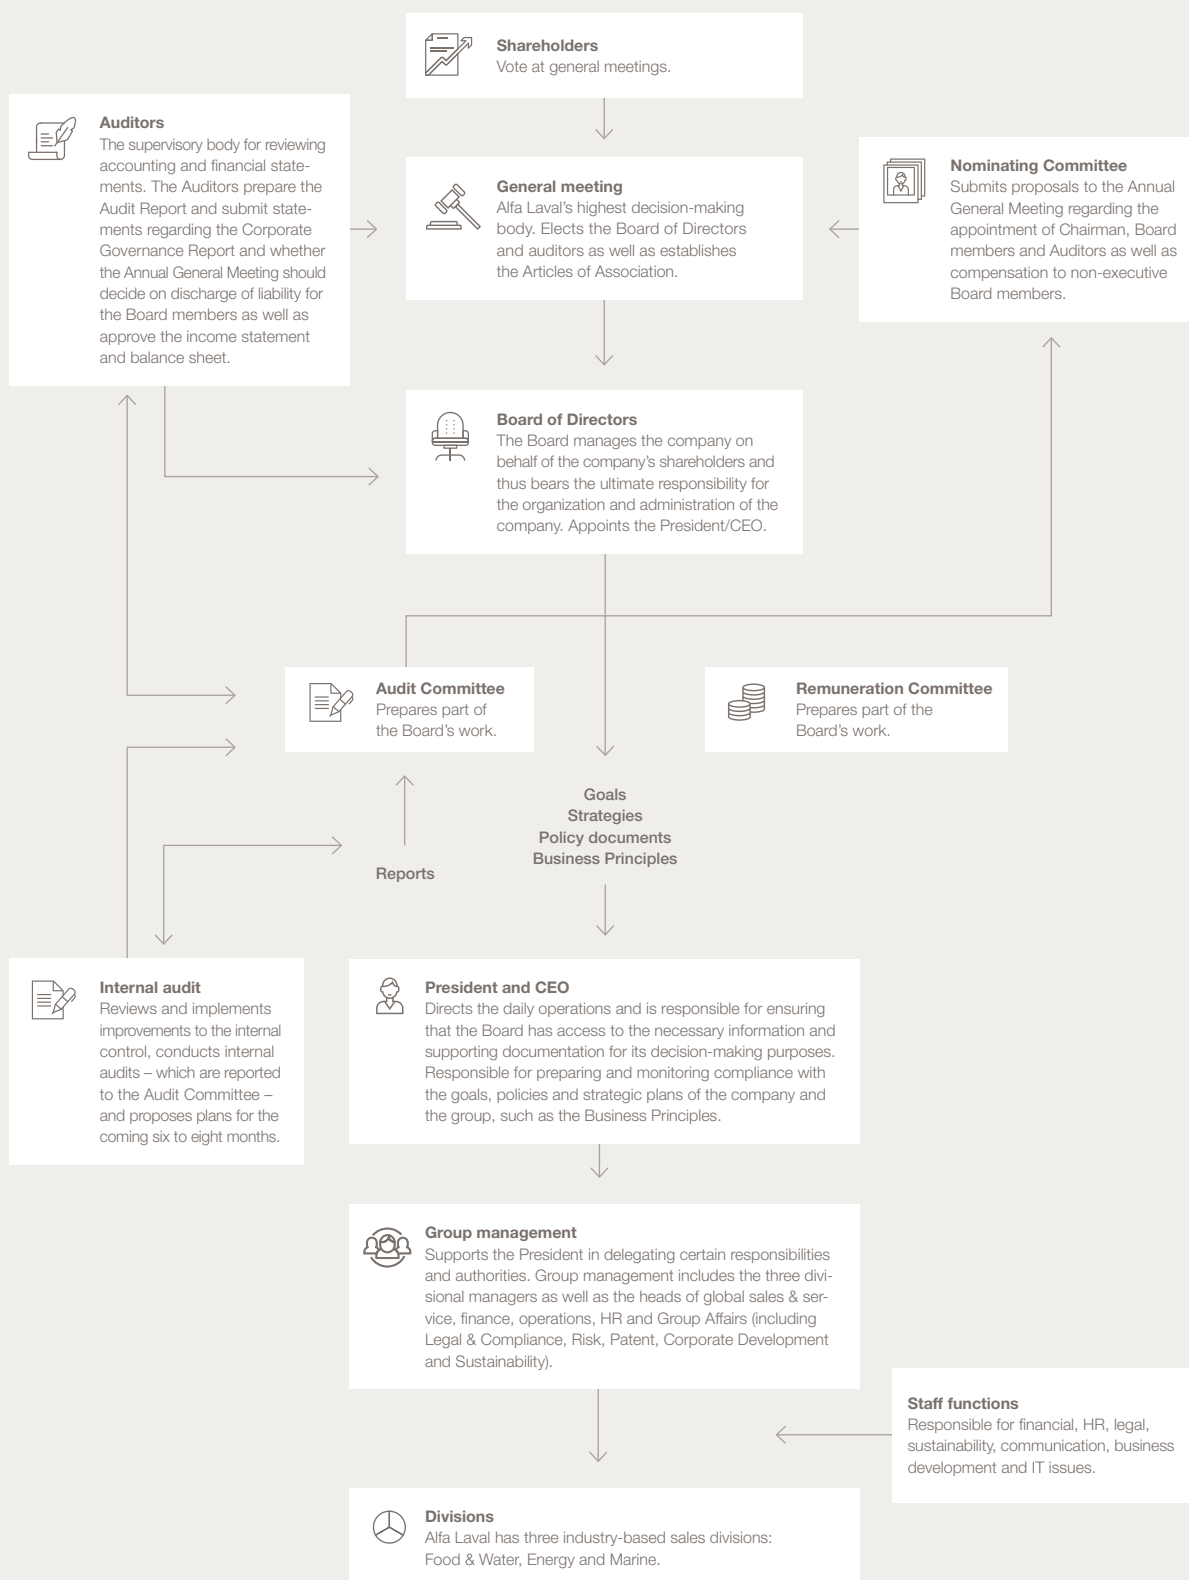 Shareholders
Vote at general meetings.
Auditors
The supervisory body for reviewing
accounting and financial state-
ments. The Auditors prepare the
Audit Report and submit state-
ments regarding the Corporate
Governance Report and whether
the Annual General Meeting should
decide on discharge of liability for
the Board members as well as
approve the income statement
and balance sheet.
General meeting
Alfa Laval’s highest decision-making
body. Elects the Board of Directors
and auditors as well as establishes
the Articles of Association.
Nominating Committee
Submits proposals to the Annual
General Meeting regarding the
appointment of Chairman, Board
members and Auditors as well as
compensation to non-executive
Board members.
Board of Directors
The Board manages the company on
behalf of the company’s shareholders and
thus bears the ultimate responsibility for
the organization and administration of the
company. Appoints the President/CEO.
Audit Committee
Prepares part of
the Board’s work.
Remuneration Committee
Prepares part of the
Board’s work.
Goals
Strategies
Policy documents
Business Principles
Reports
Internal audit
Reviews and implements
improvements to the internal
control, conducts internal
audits – which are reported
to the Audit Committee –
and proposes plans for the
coming six to eight months.
President and CEO
Directs the daily operations and is responsible for ensuring
that the Board has access to the necessary information and
supporting documentation for its decision-making purposes.
Responsible for preparing and monitoring compliance with
the goals, policies and strategic plans of the company and
the group, such as the Business Principles.
Group management
Supports the President in delegating certain responsibilities
and authorities. Group management includes the three divi-
sional managers as well as the heads of global sales & ser-
vice, finance, operations, HR and Group Affairs (including
Legal & Compliance, Risk, Patent, Corporate Development
and Sustainability).
Staff functions
Responsible for financial, HR, legal,
sustainability, communication, business
development and IT issues.
Divisions
Alfa Laval has three industry-based sales divisions:
Food & Water, Energy and Marine.